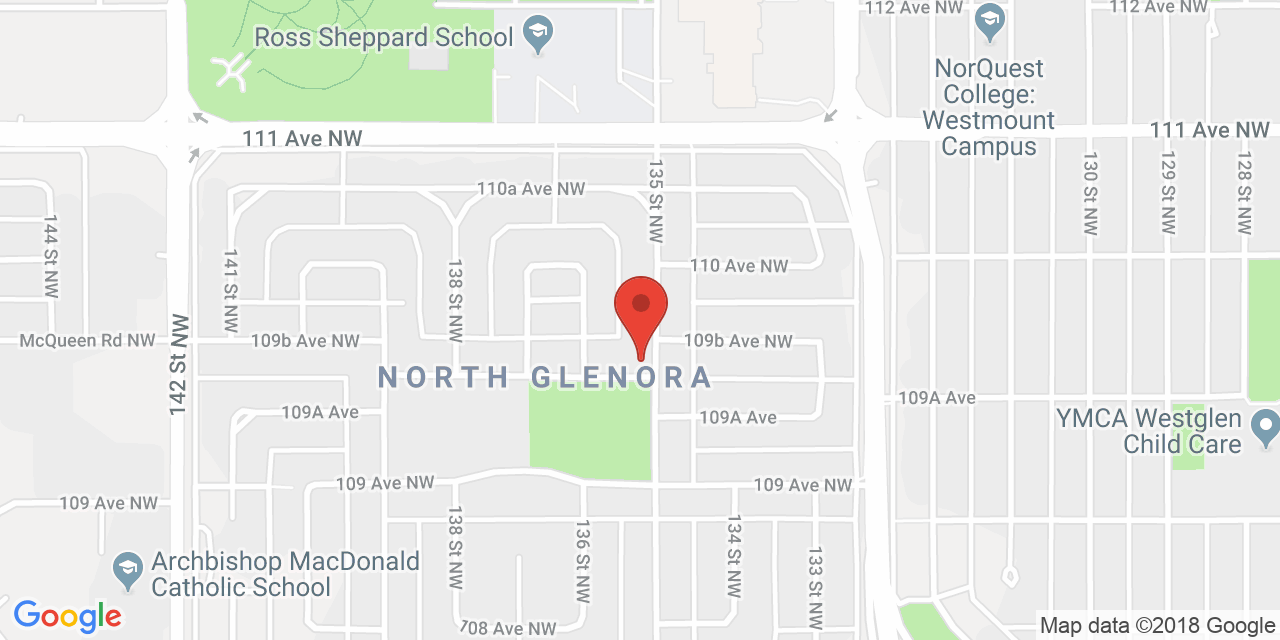 112 Ave NW
112 Ave NW
Ross Sheppard School
NorQuest
College:
Westmount
Campus
111 Ave NW
111 Ave NW
135 St NW
130 St NW
129 St NW
128 St NW
110a Ave NW
144 St NW
141 St NW
138 St NW
110 Ave NW
McQueen Rd NW
109b Ave NW
109b Ave NW
142 St NW
NORTH GLENORA
109A Ave
109A Ave
109A Ave
YMCA Westglen
Child Care
109 Ave NW
109 Ave NW
109 Ave NW
138 St NW
136 St NW
134 St NW
133 St NW
Archbishop MacDonald
Catholic School
Google
708 Ave NW
Map data ©2018 Google